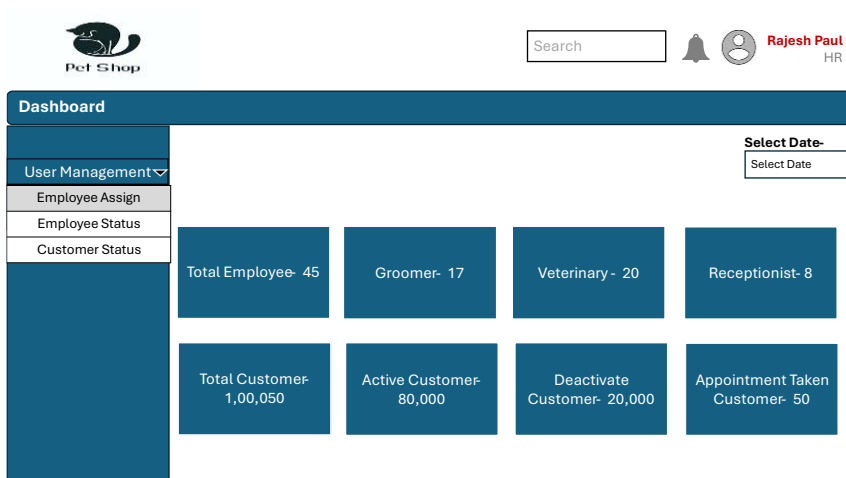 Pet Shop
Search
Rajesh Paul
HR
Dashboard
Select Date-
Select Date
User Management
Employee Assign
Employee Status
Customer Status
Total Employee- 45
Groomer- 17
Veterinary - 20
Receptionist- 8
Total Customer-
1,00,050
Active Customer-
80,000
Deactivate
Customer- 20,000
Appointment Taken
Customer- 50